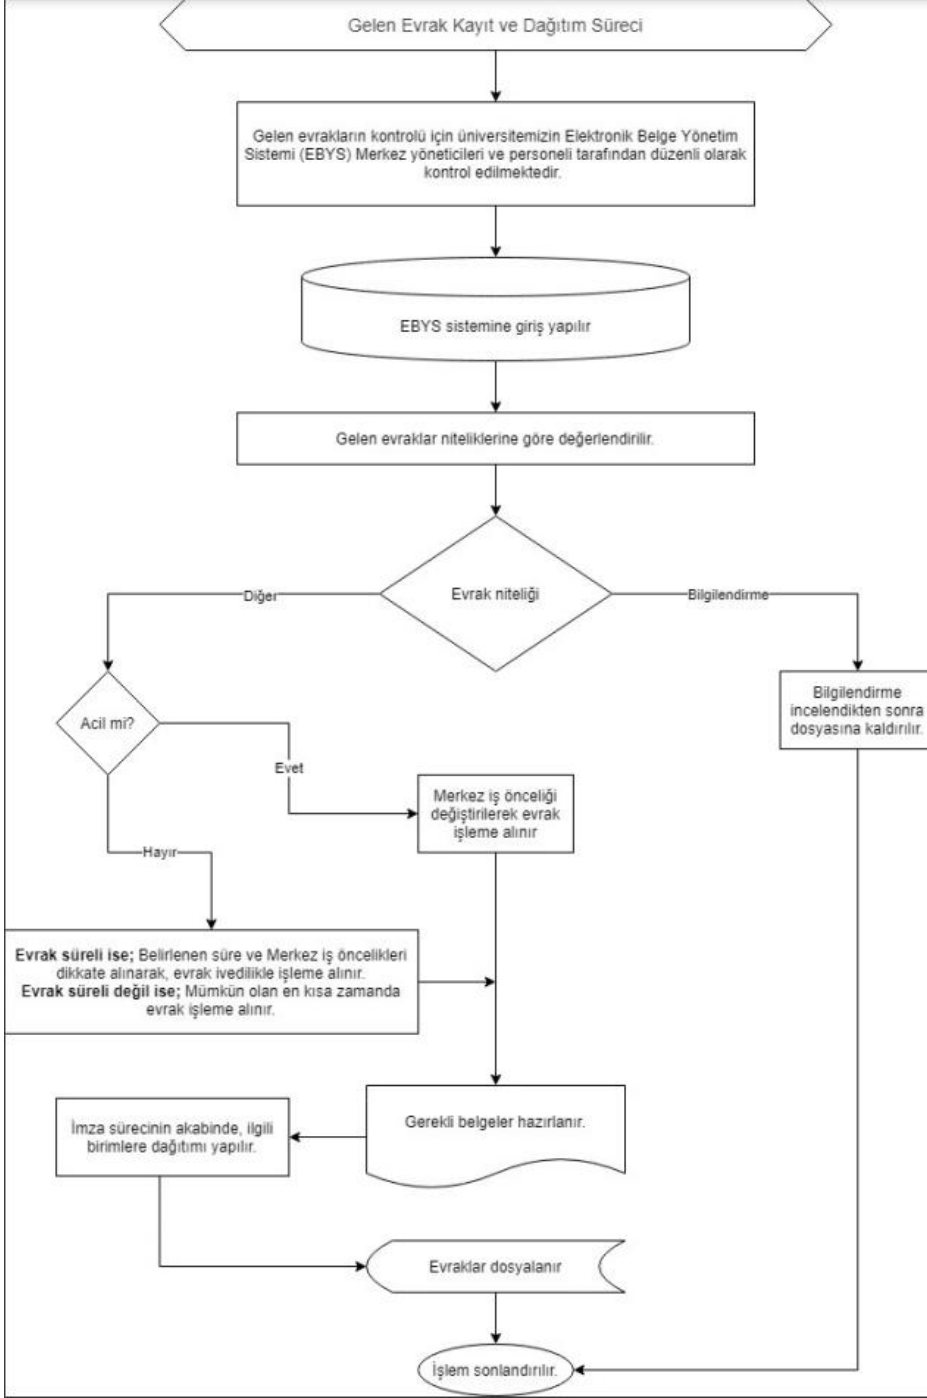 Gelen Evrak Kayıt ve Dağıtım Süreci
Gelen evrakların kontrolü için üniversitemizin Elektronik Belge Yönetim
Sistemi (EBYS) Merkez yöneticileri ve personeli tarafından düzenli olarak
kontrol edilmektedir.
EBYS sistemine giriş yapılır
Gelen evraklar niteliklerine göre değerlendirilir.
Evrak niteliği
Diğer
Bilgilendirme
Acil mi?
Bilgilendirme
incelendikten sonra
dosyasına kaldırılır.
Evet
Merkez iş önceliği
değiştirilerek evrak
işleme alınır
Hayır
Evrak süreli ise; Belirlenen süre ve Merkez iş öncelikleri
dikkate alınarak, evrak ivedilikle işleme alınır.
Evrak süreli değil ise; Mümkün olan en kısa zamanda
evrak işleme alınır.
Gerekli belgeler hazırlanır.
İmza sürecinin akabinde, ilgili
birimlere dağıtımı yapılır.
Evraklar dosyalanır
İşlem sonlandırılır.